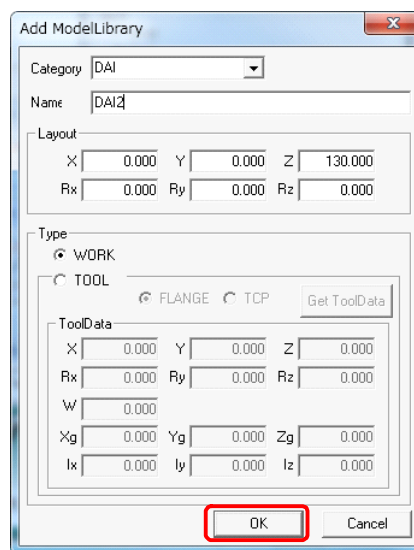 Add ModelLibrary
Category DAI
Name DAI2
Layout
X 0.000 Y 0.000 Z 130.000
Rx 0.000 Ry 0.000 Rz 0.000
Type
WORK
TOOL
FLANGE TCP Get ToolData
ToolData
X 0.000 Y 0.000 Z 0.000
Rx 0.000 Ry 0.000 Rz 0.000
W 0.000
Xg 0.000 Yg 0.000 Zg 0.000
Ix 0.000 Iy 0.000 Iz 0.000
OK Cancel